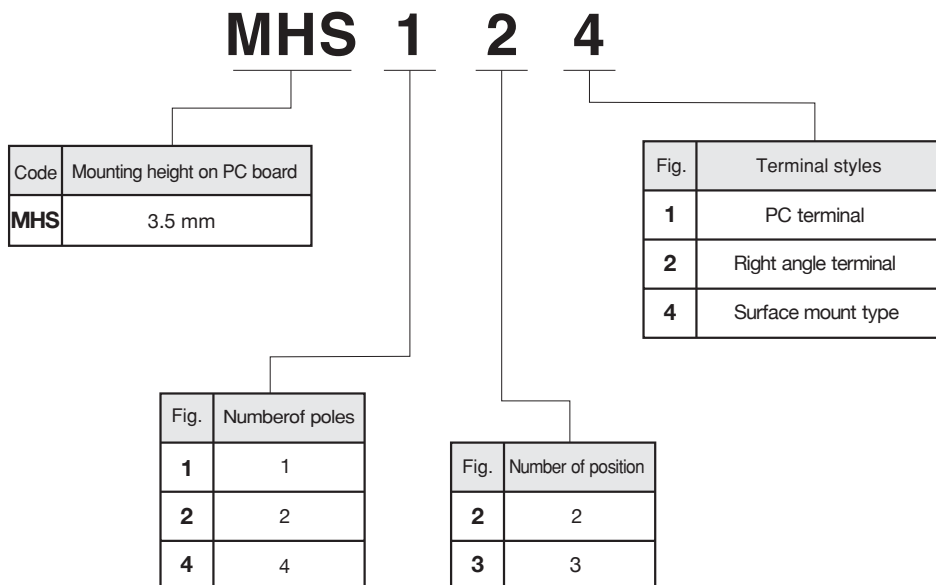 MHS 1 2 4
Code Mounting height on PC board
MHS 3.5 mm
Fig. Terminal styles
1 PC terminal
2 Right angle terminal
4 Surface mount type
Fig. Numberof poles
1 1
2 2
4 4
Fig. Number of position
2 2
3 3